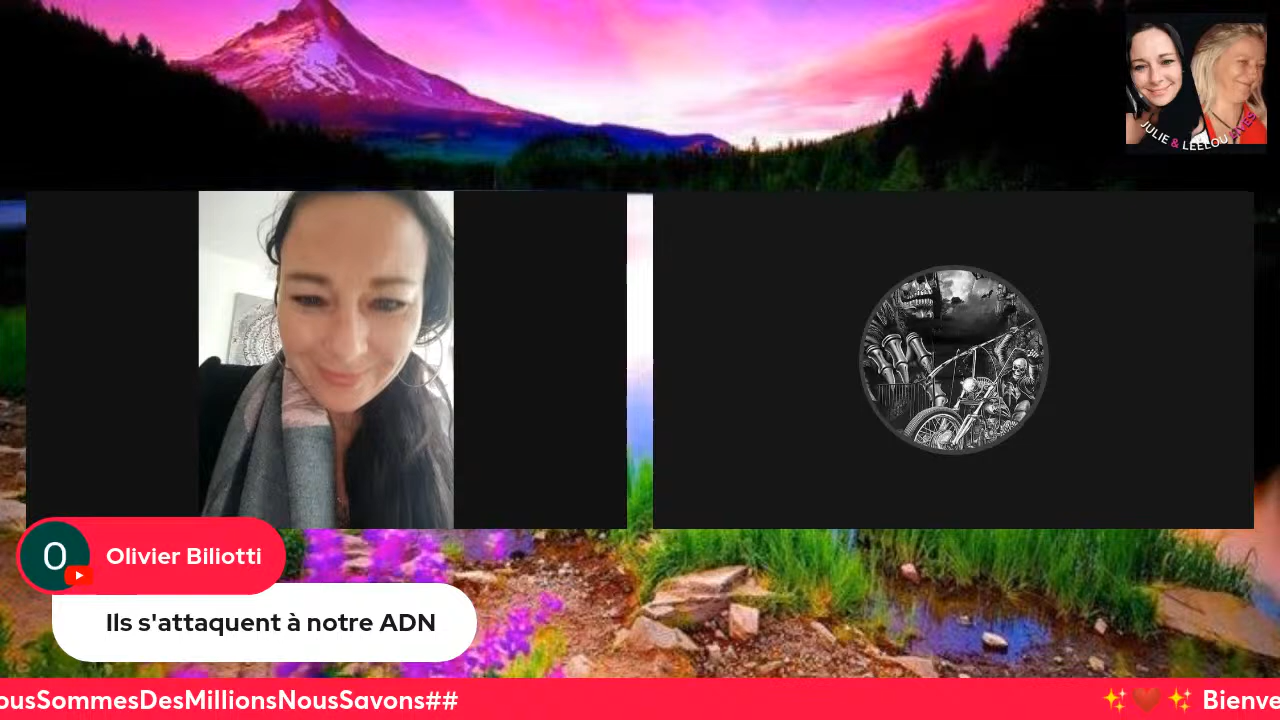 JULIE & LEELOU
O
Olivier Biliotti
Ils s'attaquent à notre ADN
ousSommesDesMillionsNousSavons##
✨❤️✨ Bienve